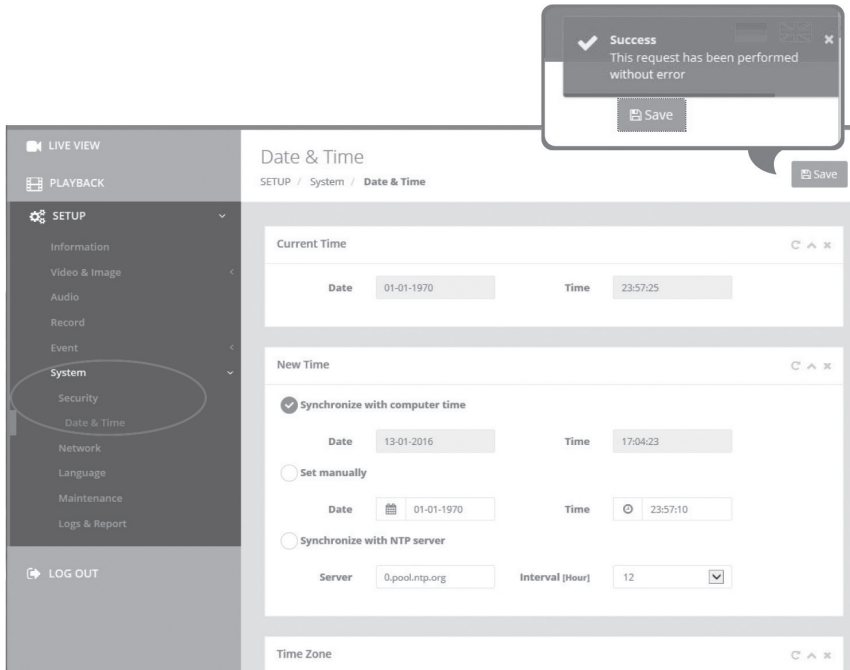 Success
This request has been performed
without error
Save
LIVE VIEW
PLAYBACK
SETUP
Information
Video & Image
Audio
Record
Event
System
Security
Date & Time
Network
Language
Maintenance
Logs & Report
LOG OUT
Date & Time
SETUP / System / Date & Time
Save
Current Time
Date 01-01-1970 Time 23:57:25
New Time
Synchronize with computer time
Date 13-01-2016 Time 17:04:23
Set manually
Date 01-01-1970 Time 23:57:10
Synchronize with NTP server
Server 0.pool.ntp.org Interval [Hour] 12
Time Zone